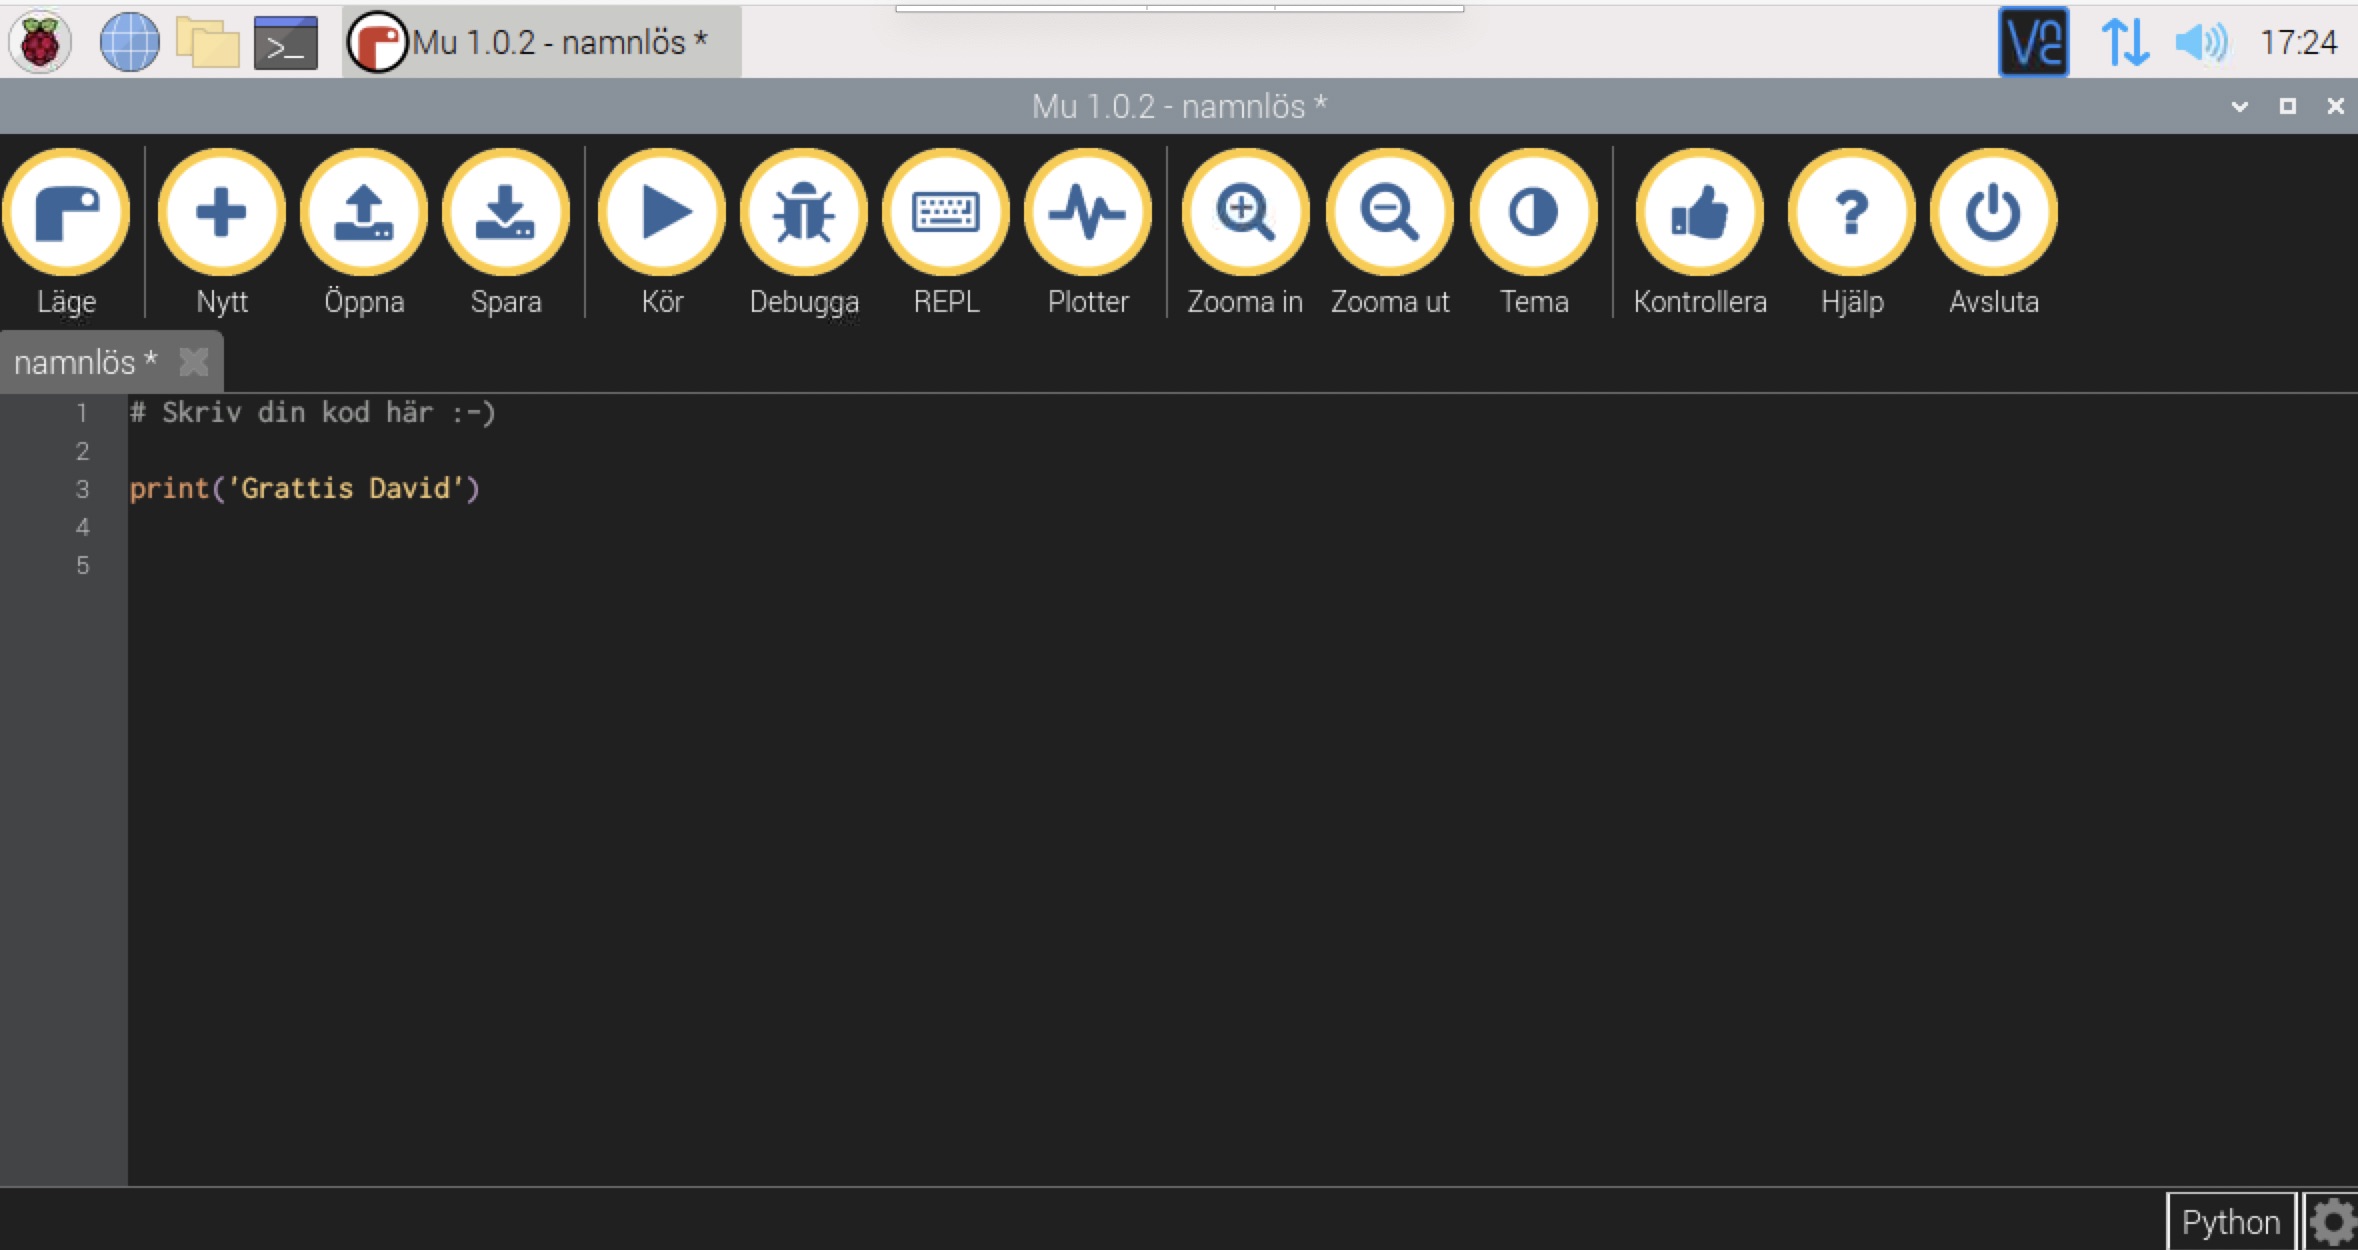 Mu 1.0.2 - namnlös *
17:24
Mu 1.0.2 - namnlös *
Läge Nytt Öppna Spara Kör Debugga REPL Plotter Zooma in Zooma ut Tema Kontrollera Hjälp Avsluta
namnlös *
1 # Skriv din kod här :-)
2
3 print('Grattis David')
4
5
Python